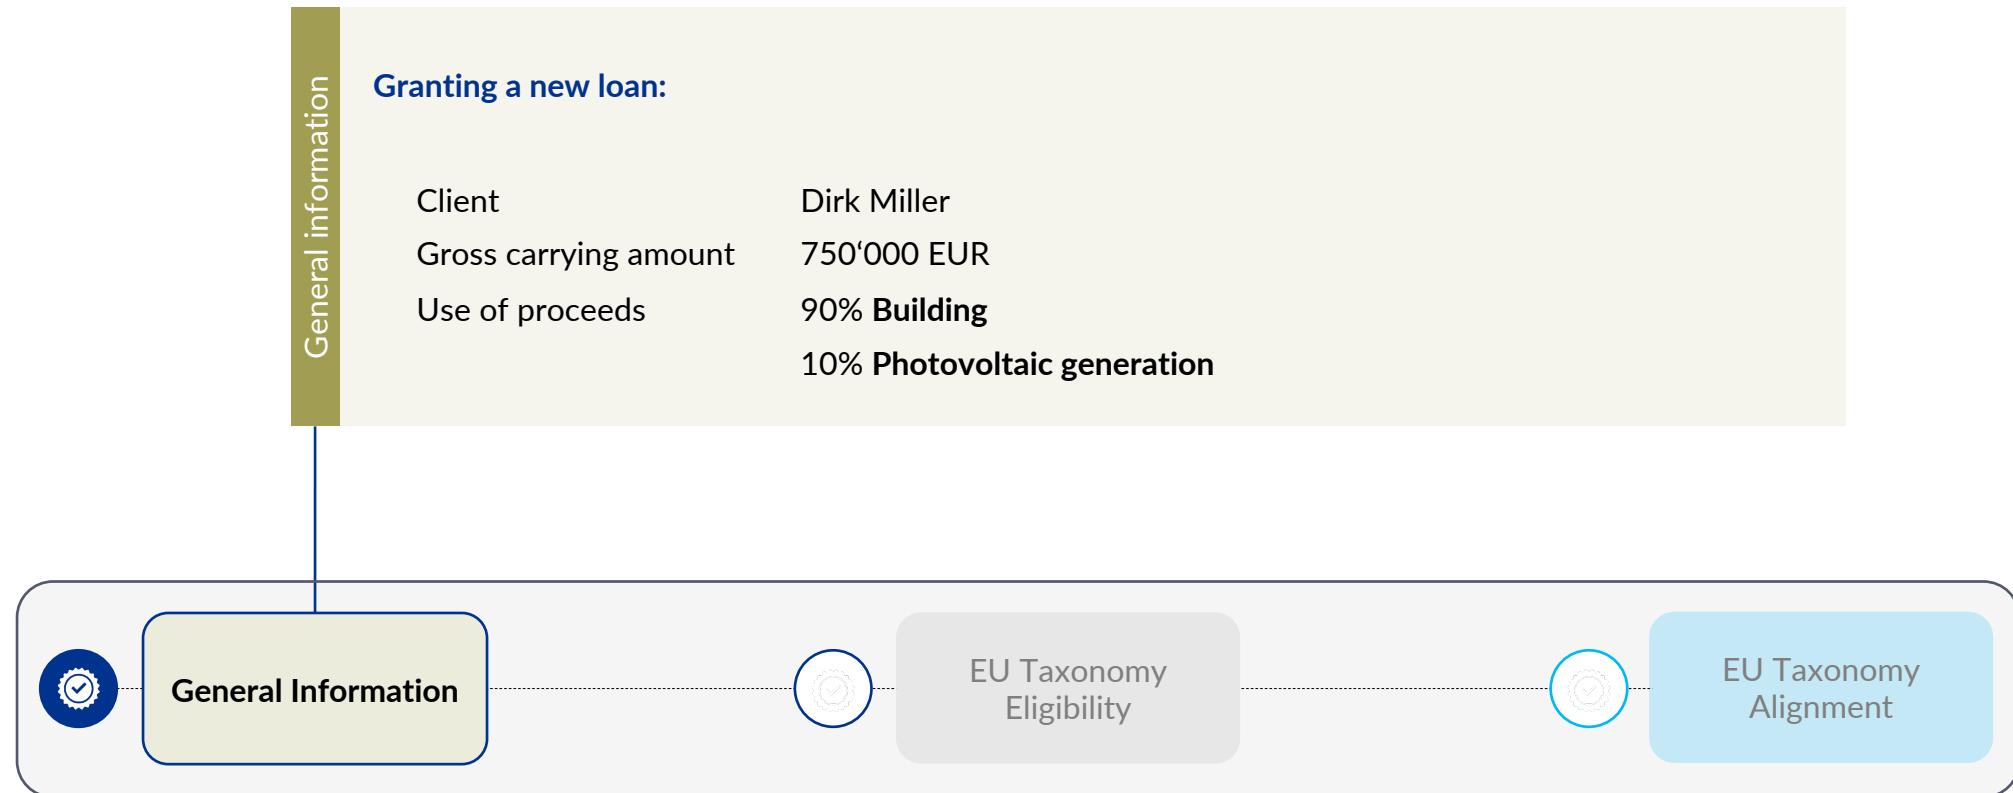 General information
Granting a new loan:
Client Dirk Miller
Gross carrying amount 750‘000 EUR
Use of proceeds 90% Building
10% Photovoltaic generation
General Information
EU Taxonomy
Eligibility
EU Taxonomy
Alignment